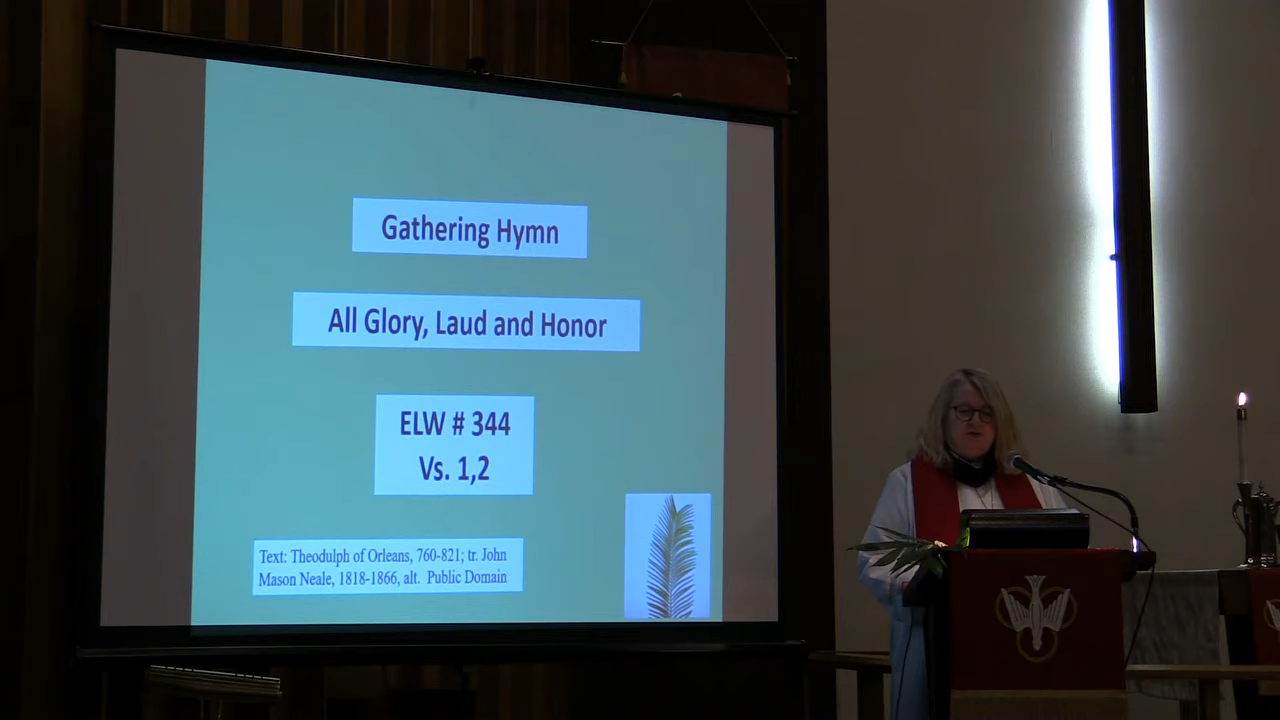 Gathering Hymn
All Glory, Laud and Honor
ELW # 344
Vs. 1,2
Text: Theodulph of Orleans, 760-821; tr. John
Mason Neale, 1818-1866, alt.  Public Domain